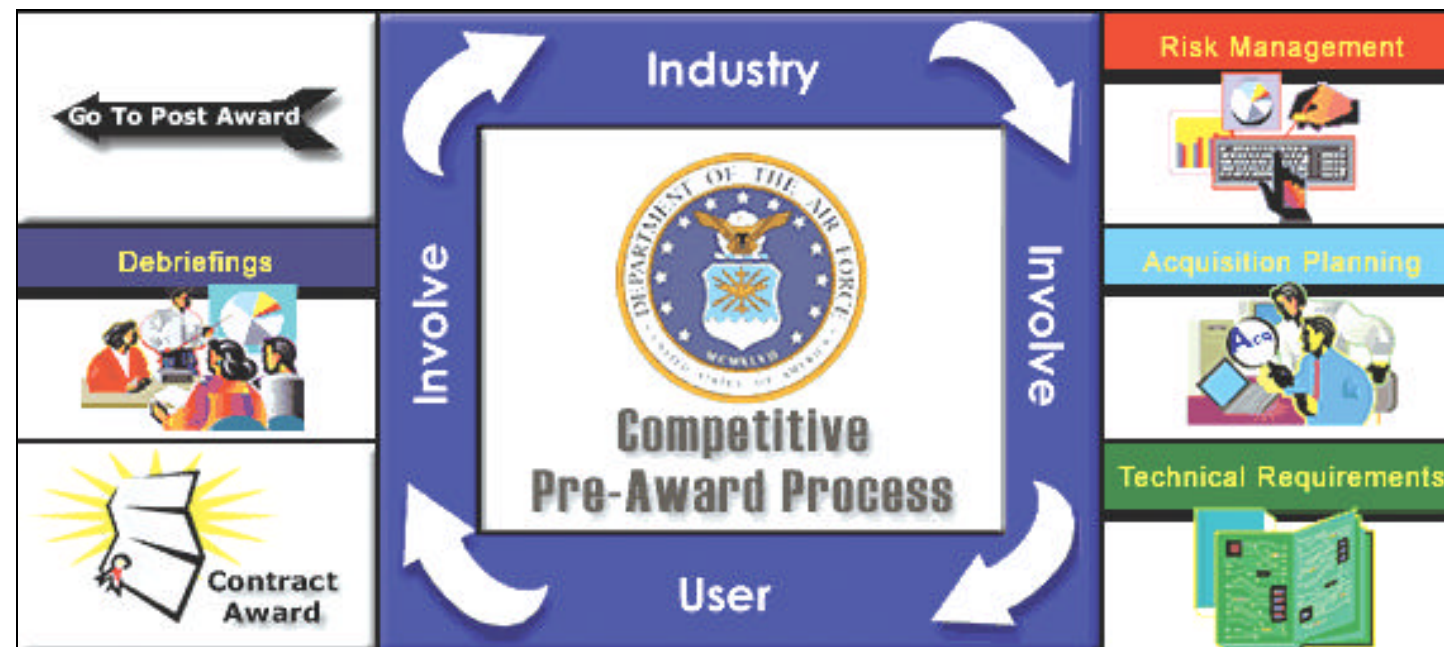 Go To Post Award
Debriefings
Contract
Award
Industry
Involve
Involve
User
DEPARTMENT OF THE AIR FORCE
MCMXLVII
UNITED STATES OF AMERICA
Competitive
Pre-Award Process
Risk Management
Acquisition Planning
Acq
Technical Requirements